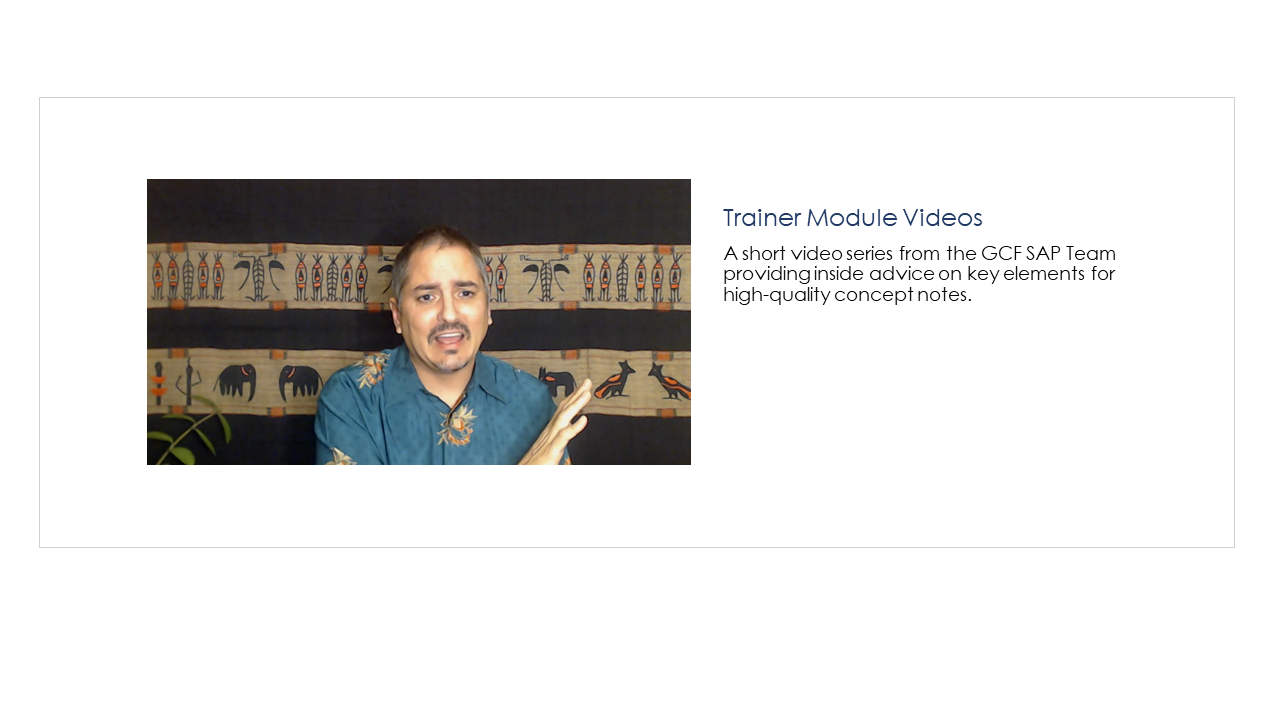 Trainer Module Videos
A short video series from the GCF SAP Team
providing inside advice on key elements for
high-quality concept notes.